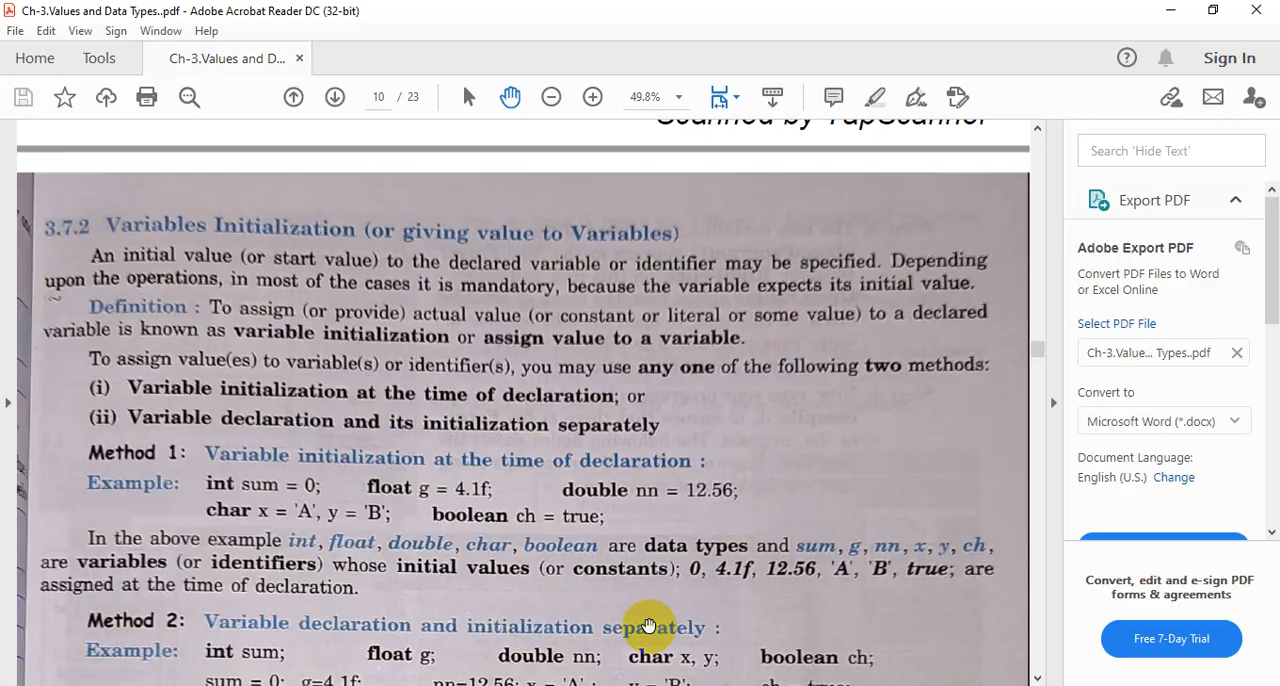 Ch-3.Values and Data Types..pdf - Adobe Acrobat Reader DC (32-bit)
File Edit View Sign Window Help
Home Tools Ch-3.Values and D... × Sign In
10 / 23 49.8%
Scanned by TapScanner
Search 'Hide Text'
3.7.2 Variables Initialization (or giving value to Variables)
An initial value (or start value) to the declared variable or identifier may be specified. Depending
upon the operations, in most of the cases it is mandatory, because the variable expects its initial value.
Definition : To assign (or provide) actual value (or constant or literal or some value) to a declared
variable is known as variable initialization or assign value to a variable.
To assign value(es) to variable(s) or identifier(s), you may use any one of the following two methods:
(i) Variable initialization at the time of declaration; or
(ii) Variable declaration and its initialization separately
Method 1: Variable initialization at the time of declaration :
Example: int sum = 0; float g = 4.1f; double nn = 12.56;
char x = 'A', y = 'B'; boolean ch = true;
In the above example int, float, double, char, boolean are data types and sum, g, nn, x, y, ch,
are variables (or identifiers) whose initial values (or constants); 0, 4.1f, 12.56, 'A', 'B', true; are
assigned at the time of declaration.
Method 2: Variable declaration and initialization separately :
Example: int sum; float g; double nn; char x, y; boolean ch;
sum = 0; g=4.1f; nn=12.56; x = 'A'; y = 'B'; ch = true;
Export PDF
Adobe Export PDF
Convert PDF Files to Word
or Excel Online
Select PDF File
Ch-3.Value... Types..pdf ×
Convert to
Microsoft Word (*.docx)
Document Language:
English (U.S.) Change
Convert, edit and e-sign PDF
forms & agreements
Free 7-Day Trial